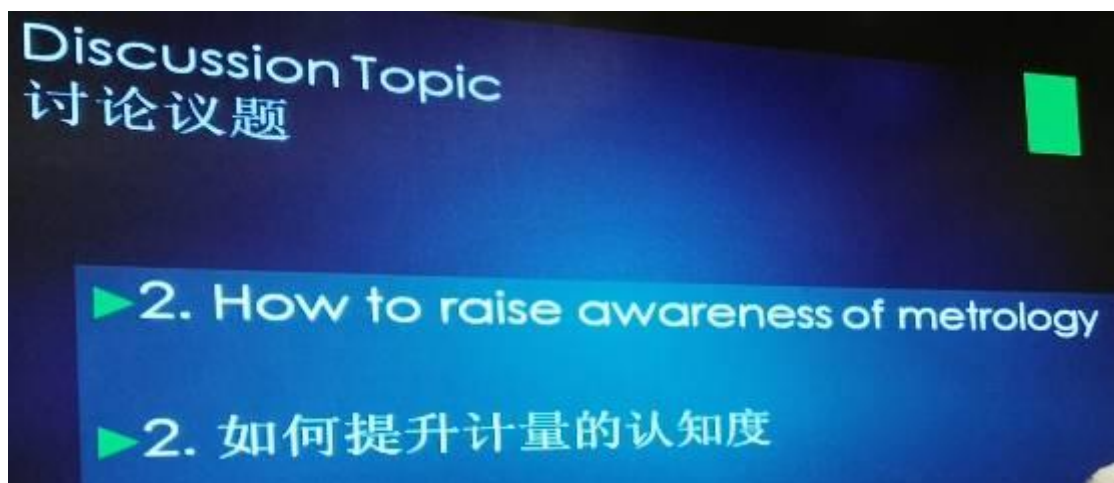 Discussion Topic
讨论议题
►2. How to raise awareness of metrology
►2. 如何提升计量的认知度